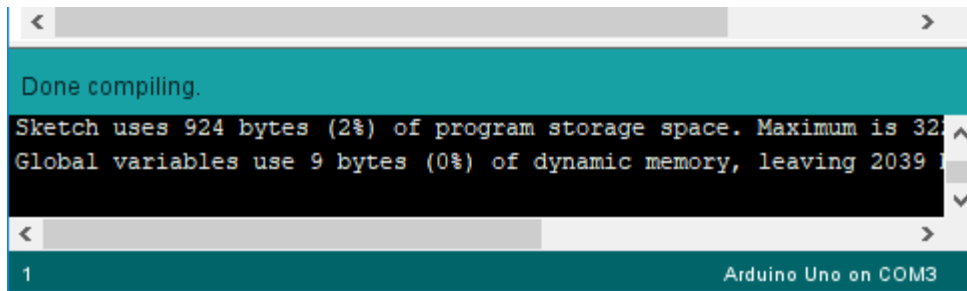 Done compiling.
Sketch uses 924 bytes (2%) of program storage space. Maximum is
Global variables use 9 bytes (0%) of dynamic memory, leaving 2039
1
Arduino Uno on COM3